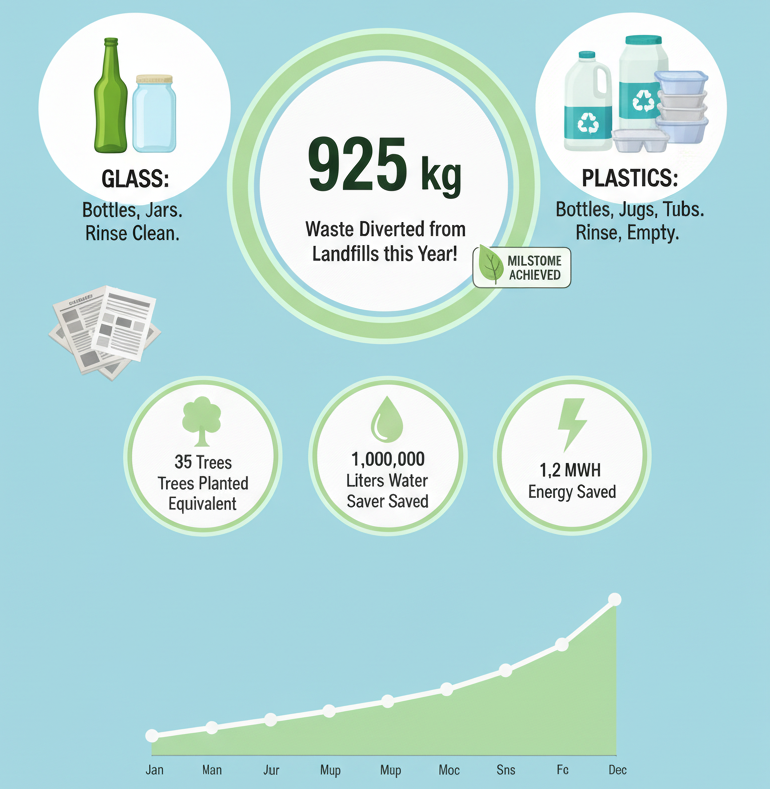 GLASS:
Bottles, Jars.
Rinse Clean.
925 kg
Waste Diverted from
Landfills this Year!
MILSTOME
ACHIEVED
PLASTICS:
Bottles, Jugs, Tubs.
Rinse, Empty.
35 Trees
Trees Planted
Equivalent
1,000,000
Liters Water
Saver Saved
1,2 MWH
Energy Saved
Jan Man Jur Mup Mup Moc Sns Fc Dec